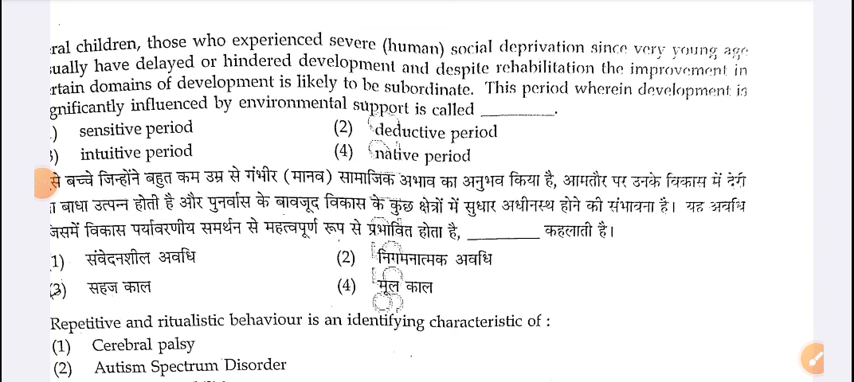 ral children, those who experienced severe (human) social deprivation since very young age
ually have delayed or hindered development and despite rehabilitation the improvement in
rtain domains of development is likely to be subordinate. This period wherein development is
gnificantly influenced by environmental support is called ________.
) sensitive period (2) deductive period
) intuitive period (4) native period
से बच्चे जिन्होंने बहुत कम उम्र से गंभीर (मानव) सामाजिक अभाव का अनुभव किया है, आमतौर पर उनके विकास में देरी
ा बाधा उत्पन्न होती है और पुनर्वास के बावजूद विकास के कुछ क्षेत्रों में सुधार अधीनस्थ होने की संभावना है। यह अवधि
जिसमें विकास पर्यावरणीय समर्थन से महत्वपूर्ण रूप से प्रभावित होता है, ________ कहलाती है।
1) संवेदनशील अवधि (2) निगमनात्मक अवधि
(3) सहज काल (4) मूल काल
Repetitive and ritualistic behaviour is an identifying characteristic of :
(1) Cerebral palsy
(2) Autism Spectrum Disorder